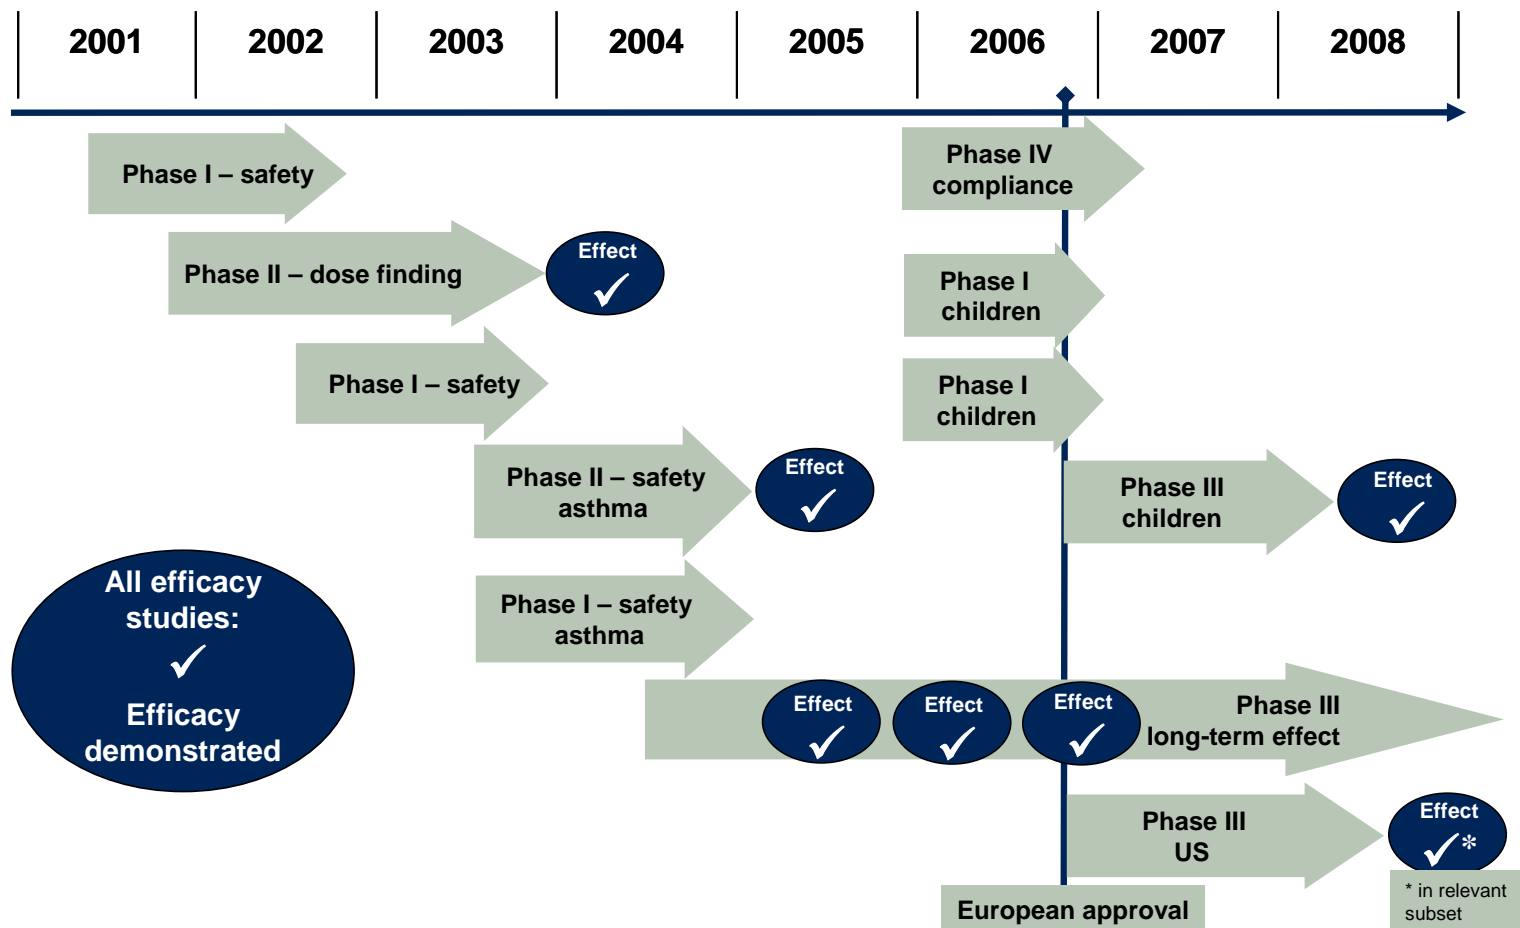 2001 2002 2003 2004 2005 2006 2007 2008
Phase I – safety
Phase IV
compliance
Phase II – dose finding
Effect
✓
Phase I
children
Phase I – safety
Phase I
children
Phase II – safety
asthma
Effect
✓
Phase III
children
Effect
✓
All efficacy
studies:
✓
Efficacy
demonstrated
Phase I – safety
asthma
Effect
✓
Effect
✓
Effect
✓
Phase III
long-term effect
Phase III
US
Effect
✓*
European approval
* in relevant
subset